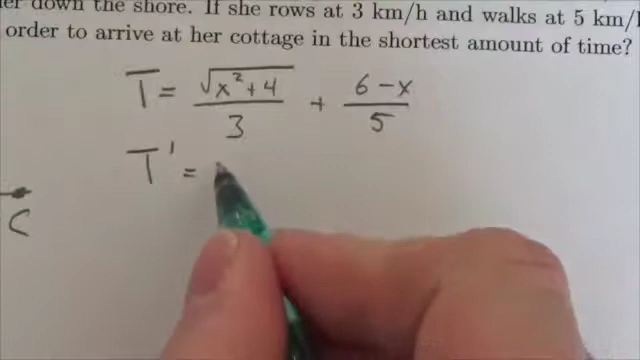 er down the shore. If she rows at 3 km/h and walks at 5 km/
order to arrive at her cottage in the shortest amount of time?
T = √(x² + 4) / 3 + (6 - x) / 5
T' =
C